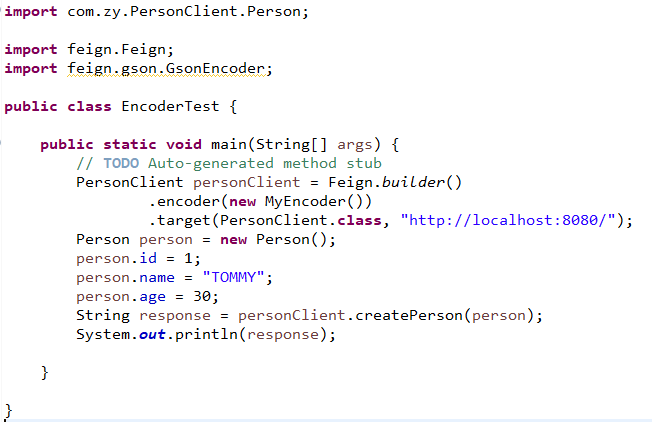 import com.zy.PersonClient.Person;
import feign.Feign;
import feign.gson.GsonEncoder;
public class EncoderTest {
public static void main(String[] args) {
// TODO Auto-generated method stub
PersonClient personClient = Feign.builder()
.encoder(new MyEncoder())
.target(PersonClient.class, "http://localhost:8080/");
Person person = new Person();
person.id = 1;
person.name = "TOMMY";
person.age = 30;
String response = personClient.createPerson(person);
System.out.println(response);
}
}